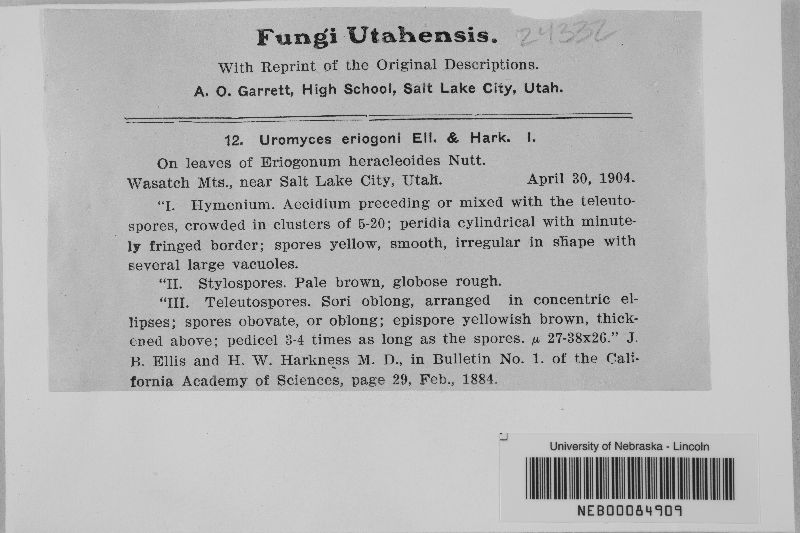 Fungi Utahensis. 24332
With Reprint of the Original Descriptions.
A. O. Garrett, High School, Salt Lake City, Utah.
12. Uromyces eriogoni Ell. & Hark. I.
On leaves of Eriogonum heracleoides Nutt.
Wasatch Mts., near Salt Lake City, Utah. April 30, 1904.
"I. Hymenium. Aecidium preceding or mixed with the teleuto-
spores, crowded in clusters of 5-20; peridia cylindrical with minute-
ly fringed border; spores yellow, smooth, irregular in shape with
several large vacuoles.
"II. Stylospores. Pale brown, globose rough.
"III. Teleutospores. Sori oblong, arranged in concentric el-
lipses; spores obovate, or oblong; epispore yellowish brown, thick-
ened above; pedicel 3-4 times as long as the spores. µ 27-38x26." J.
B. Ellis and H. W. Harkness M. D., in Bulletin No. 1. of the Cali-
fornia Academy of Sciences, page 29, Feb., 1884.
University of Nebraska - Lincoln
NEB00084909